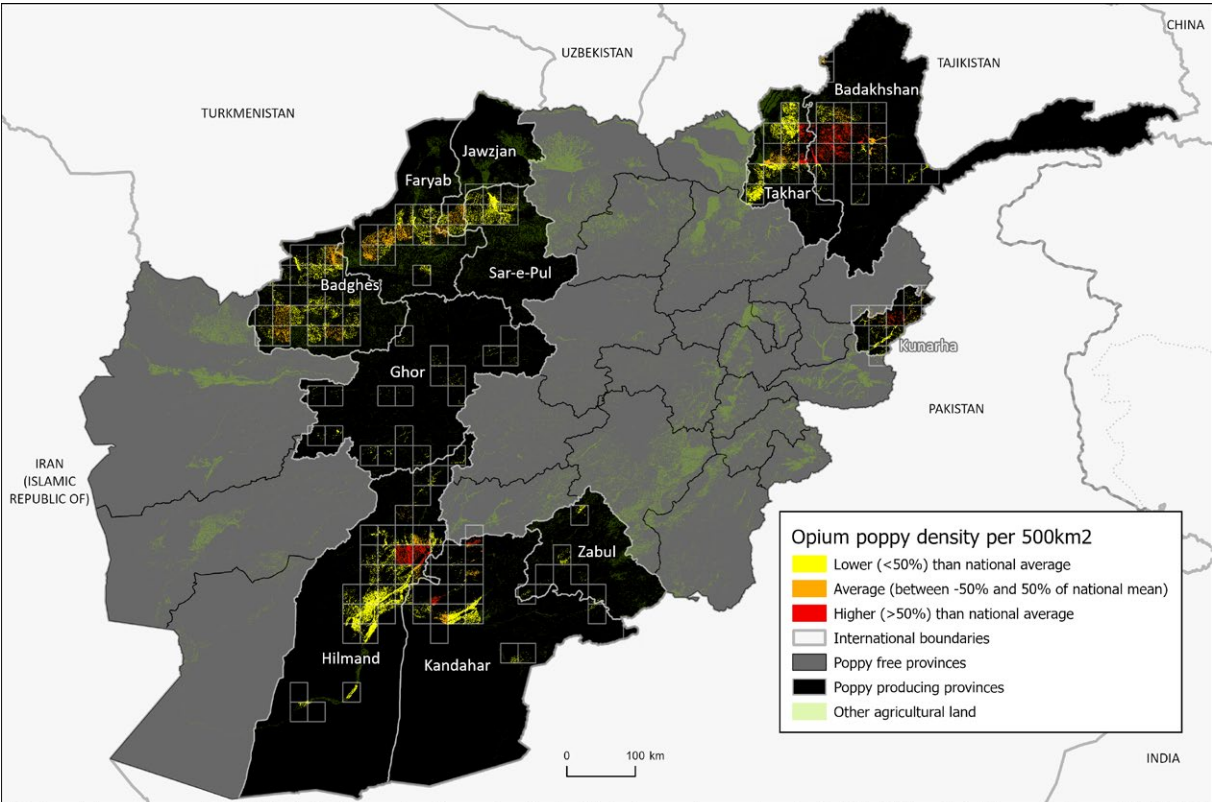 CHINA
UZBEKISTAN
TAJIKISTAN
Badakhshan
TURKMENISTAN
Jawzjan
Faryab
Takhar
Sar-e-Pul
Badghes
Kunarha
Ghor
PAKISTAN
IRAN
(ISLAMIC
REPUBLIC OF)
Zabul
Hilmand
Kandahar
Opium poppy density per 500km2
Lower (<50%) than national average
Average (between -50% and 50% of national mean)
Higher (>50%) than national average
International boundaries
Poppy free provinces
Poppy producing provinces
Other agricultural land
0 100 km
INDIA